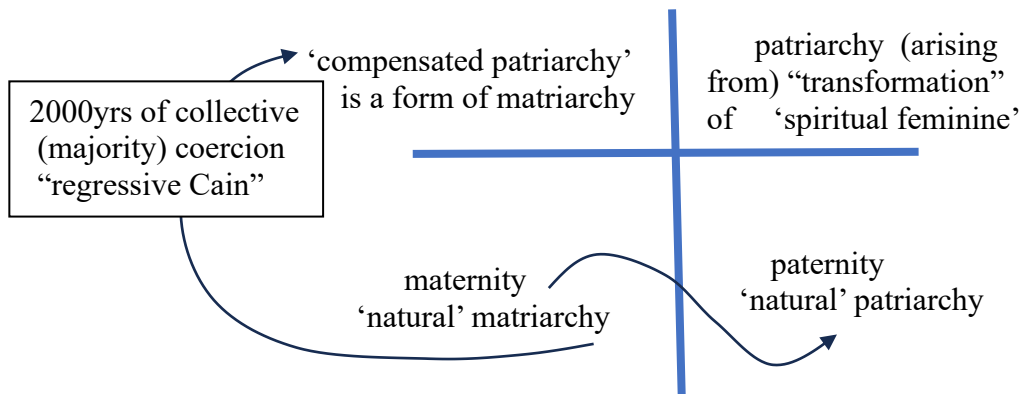 ‘compensated patriarchy’
is a form of matriarchy
patriarchy (arising
from) “transformation”
of ‘spiritual feminine’
2000yrs of collective
(majority) coercion
“regressive Cain”
maternity
‘natural’ matriarchy
paternity
‘natural’ patriarchy